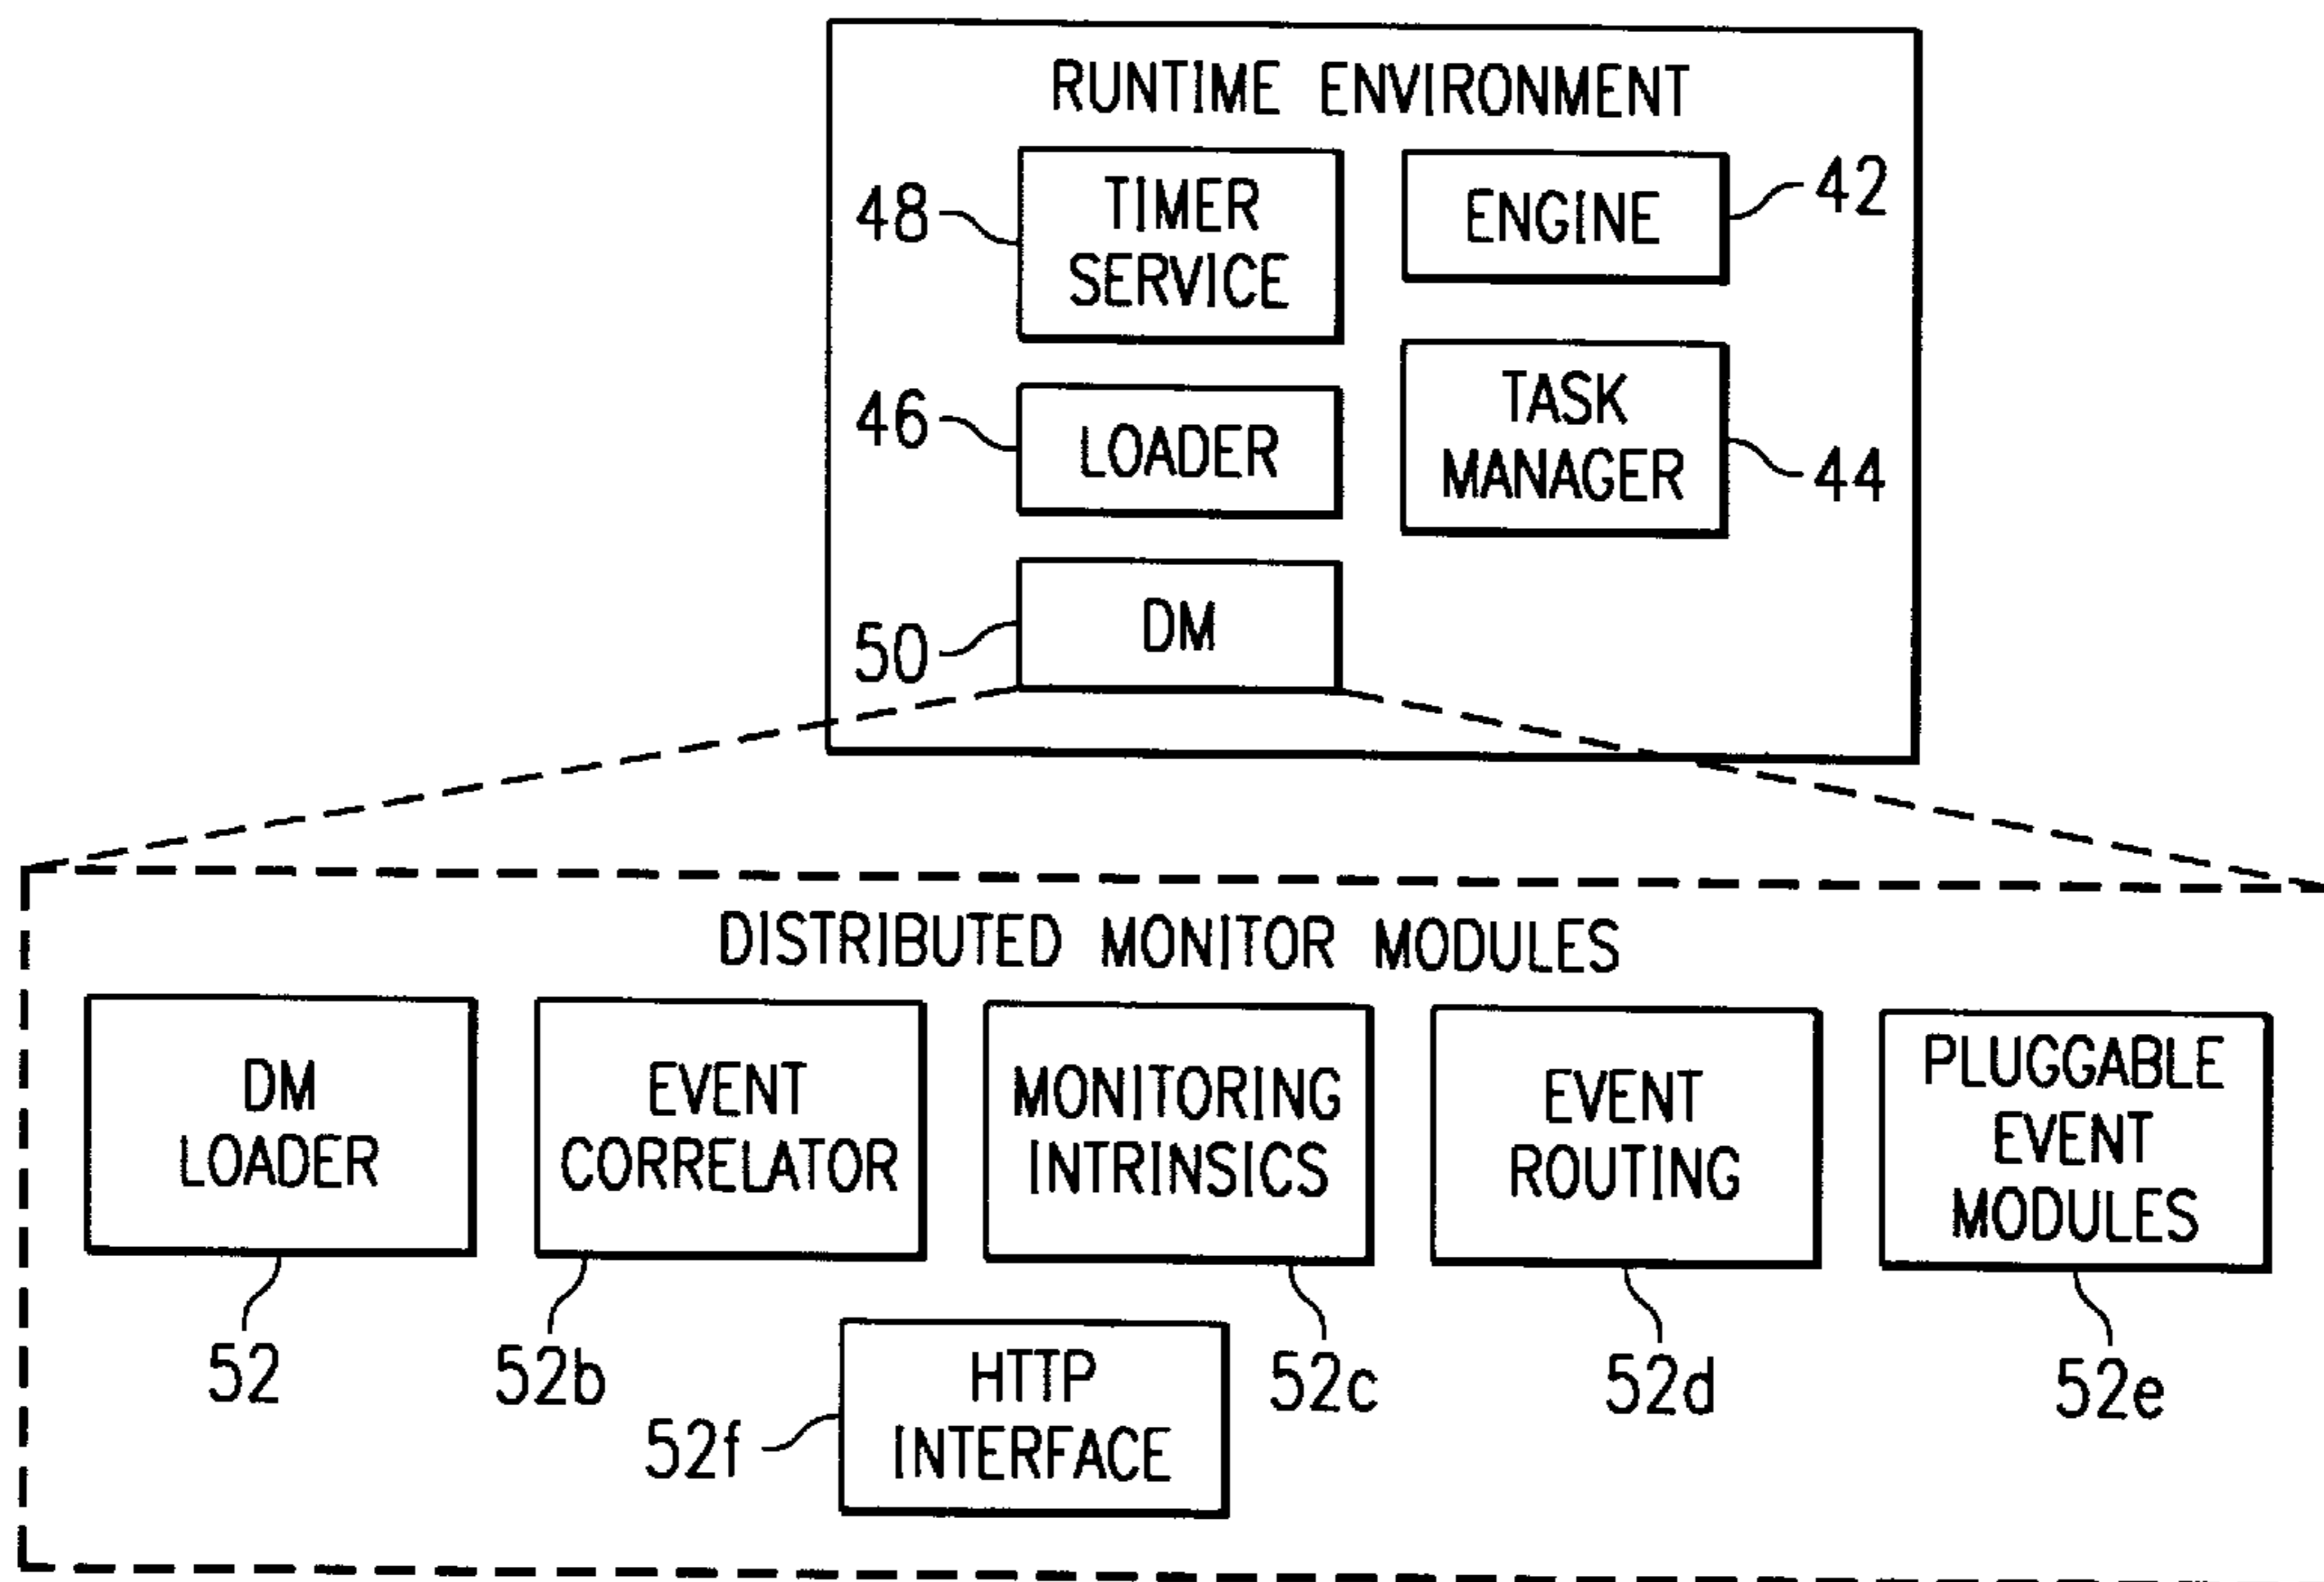 RUNTIME ENVIRONMENT
48
TIMER
SERVICE
ENGINE
42
46
LOADER
TASK
MANAGER
44
50
DM
DISTRIBUTED MONITOR MODULES
DM
LOADER
52
EVENT
CORRELATOR
52b
MONITORING
INTRINSICS
52c
EVENT
ROUTING
52d
PLUGGABLE
EVENT
MODULES
52e
52f
HTTP
INTERFACE